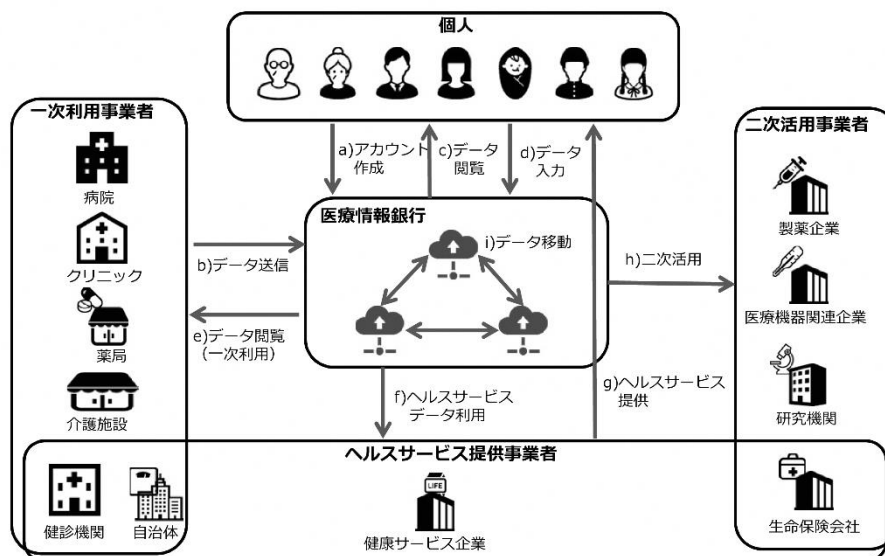 個人
一次利用事業者
病院
クリニック
薬局
介護施設
a)アカウント
作成
c)データ
閲覧
d)データ
入力
二次活用事業者
製薬企業
医療機器関連企業
研究機関
医療情報銀行
i)データ移動
b)データ送信
e)データ閲覧
（一次利用）
h)二次活用
f)ヘルスサービス
データ利用
g)ヘルスサービス
提供
ヘルスサービス提供事業者
健診機関
自治体
LIFE
健康サービス企業
生命保険会社